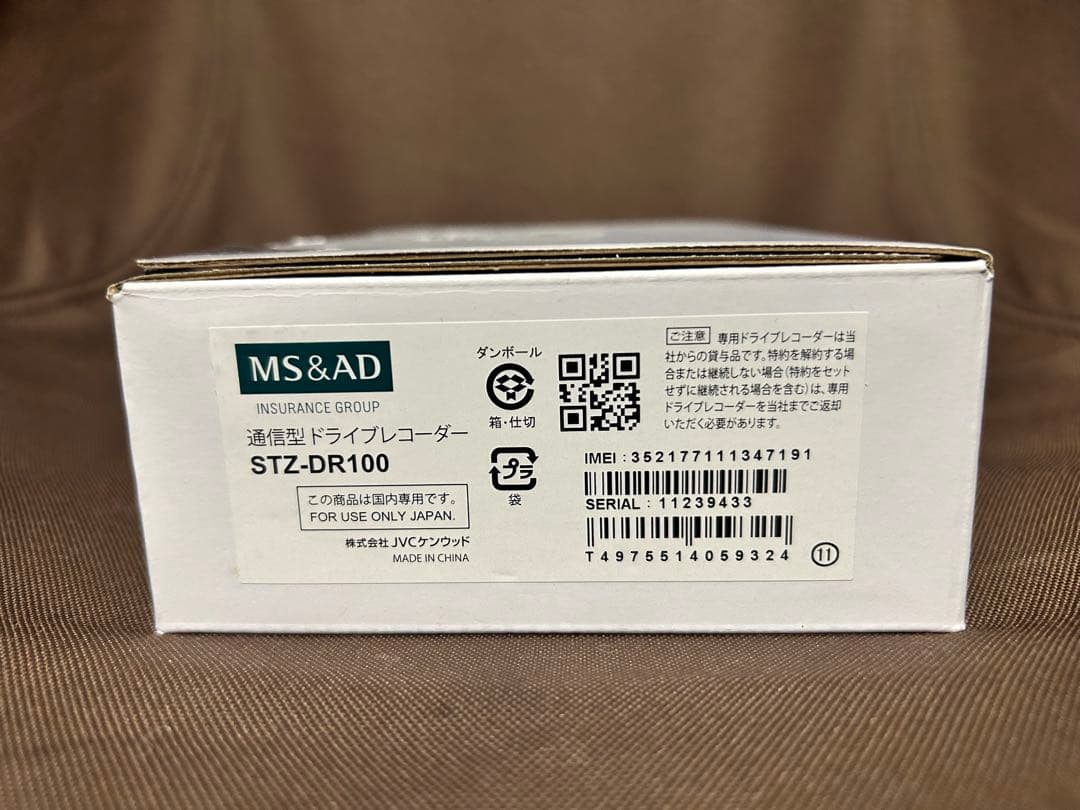 MS&AD
INSURANCE GROUP
通信型ドライブレコーダー
STZ-DR100
この商品は国内専用です。
FOR USE ONLY JAPAN.
株式会社 JVCケンウッド
MADE IN CHINA
ダンボール
箱・仕切
プラ
袋
ご注意 専用ドライブレコーダーは当
社からの貸与品です。特約を解約する場
合または継続しない場合(特約をセット
せずに継続される場合を含む)は、専用
ドライブレコーダーを当社までご返却
いただく必要があります。
IMEI : 352177111347191
SERIAL : 11239433
T4975514059324
⑪